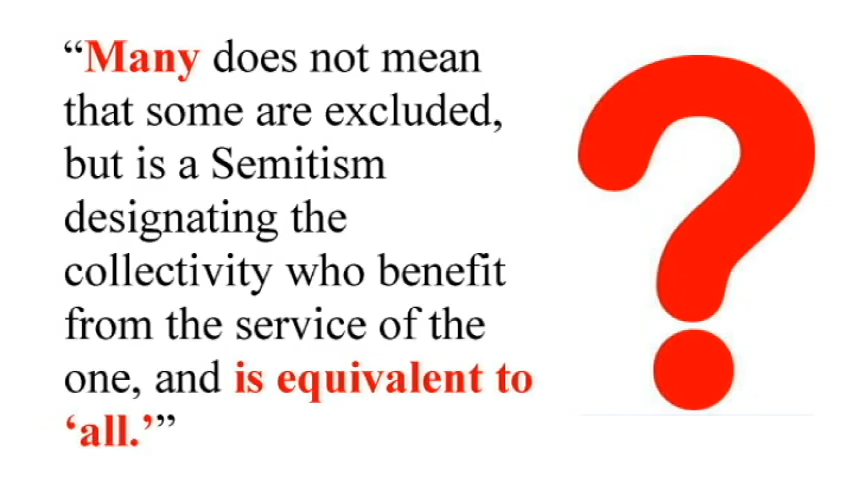 “Many does not mean
that some are excluded,
but is a Semitism
designating the
collectivity who benefit
from the service of the
one, and is equivalent to
‘all.’”
?